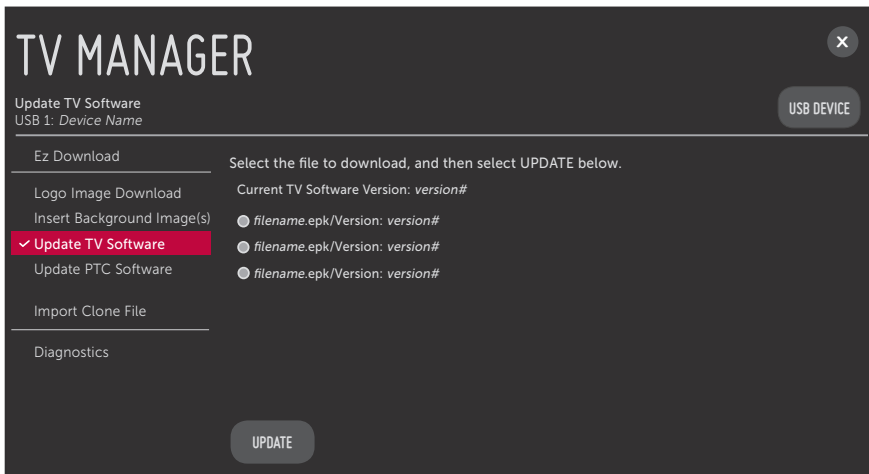 TV MANAGER
X
Update TV Software
USB 1: Device Name
USB DEVICE
Ez Download
Logo Image Download
Insert Background Image(s)
Update TV Software
Update PTC Software
Import Clone File
Diagnostics
Select the file to download, and then select UPDATE below.
Current TV Software Version: version#
filename.epk/Version: version#
filename.epk/Version: version#
filename.epk/Version: version#
UPDATE